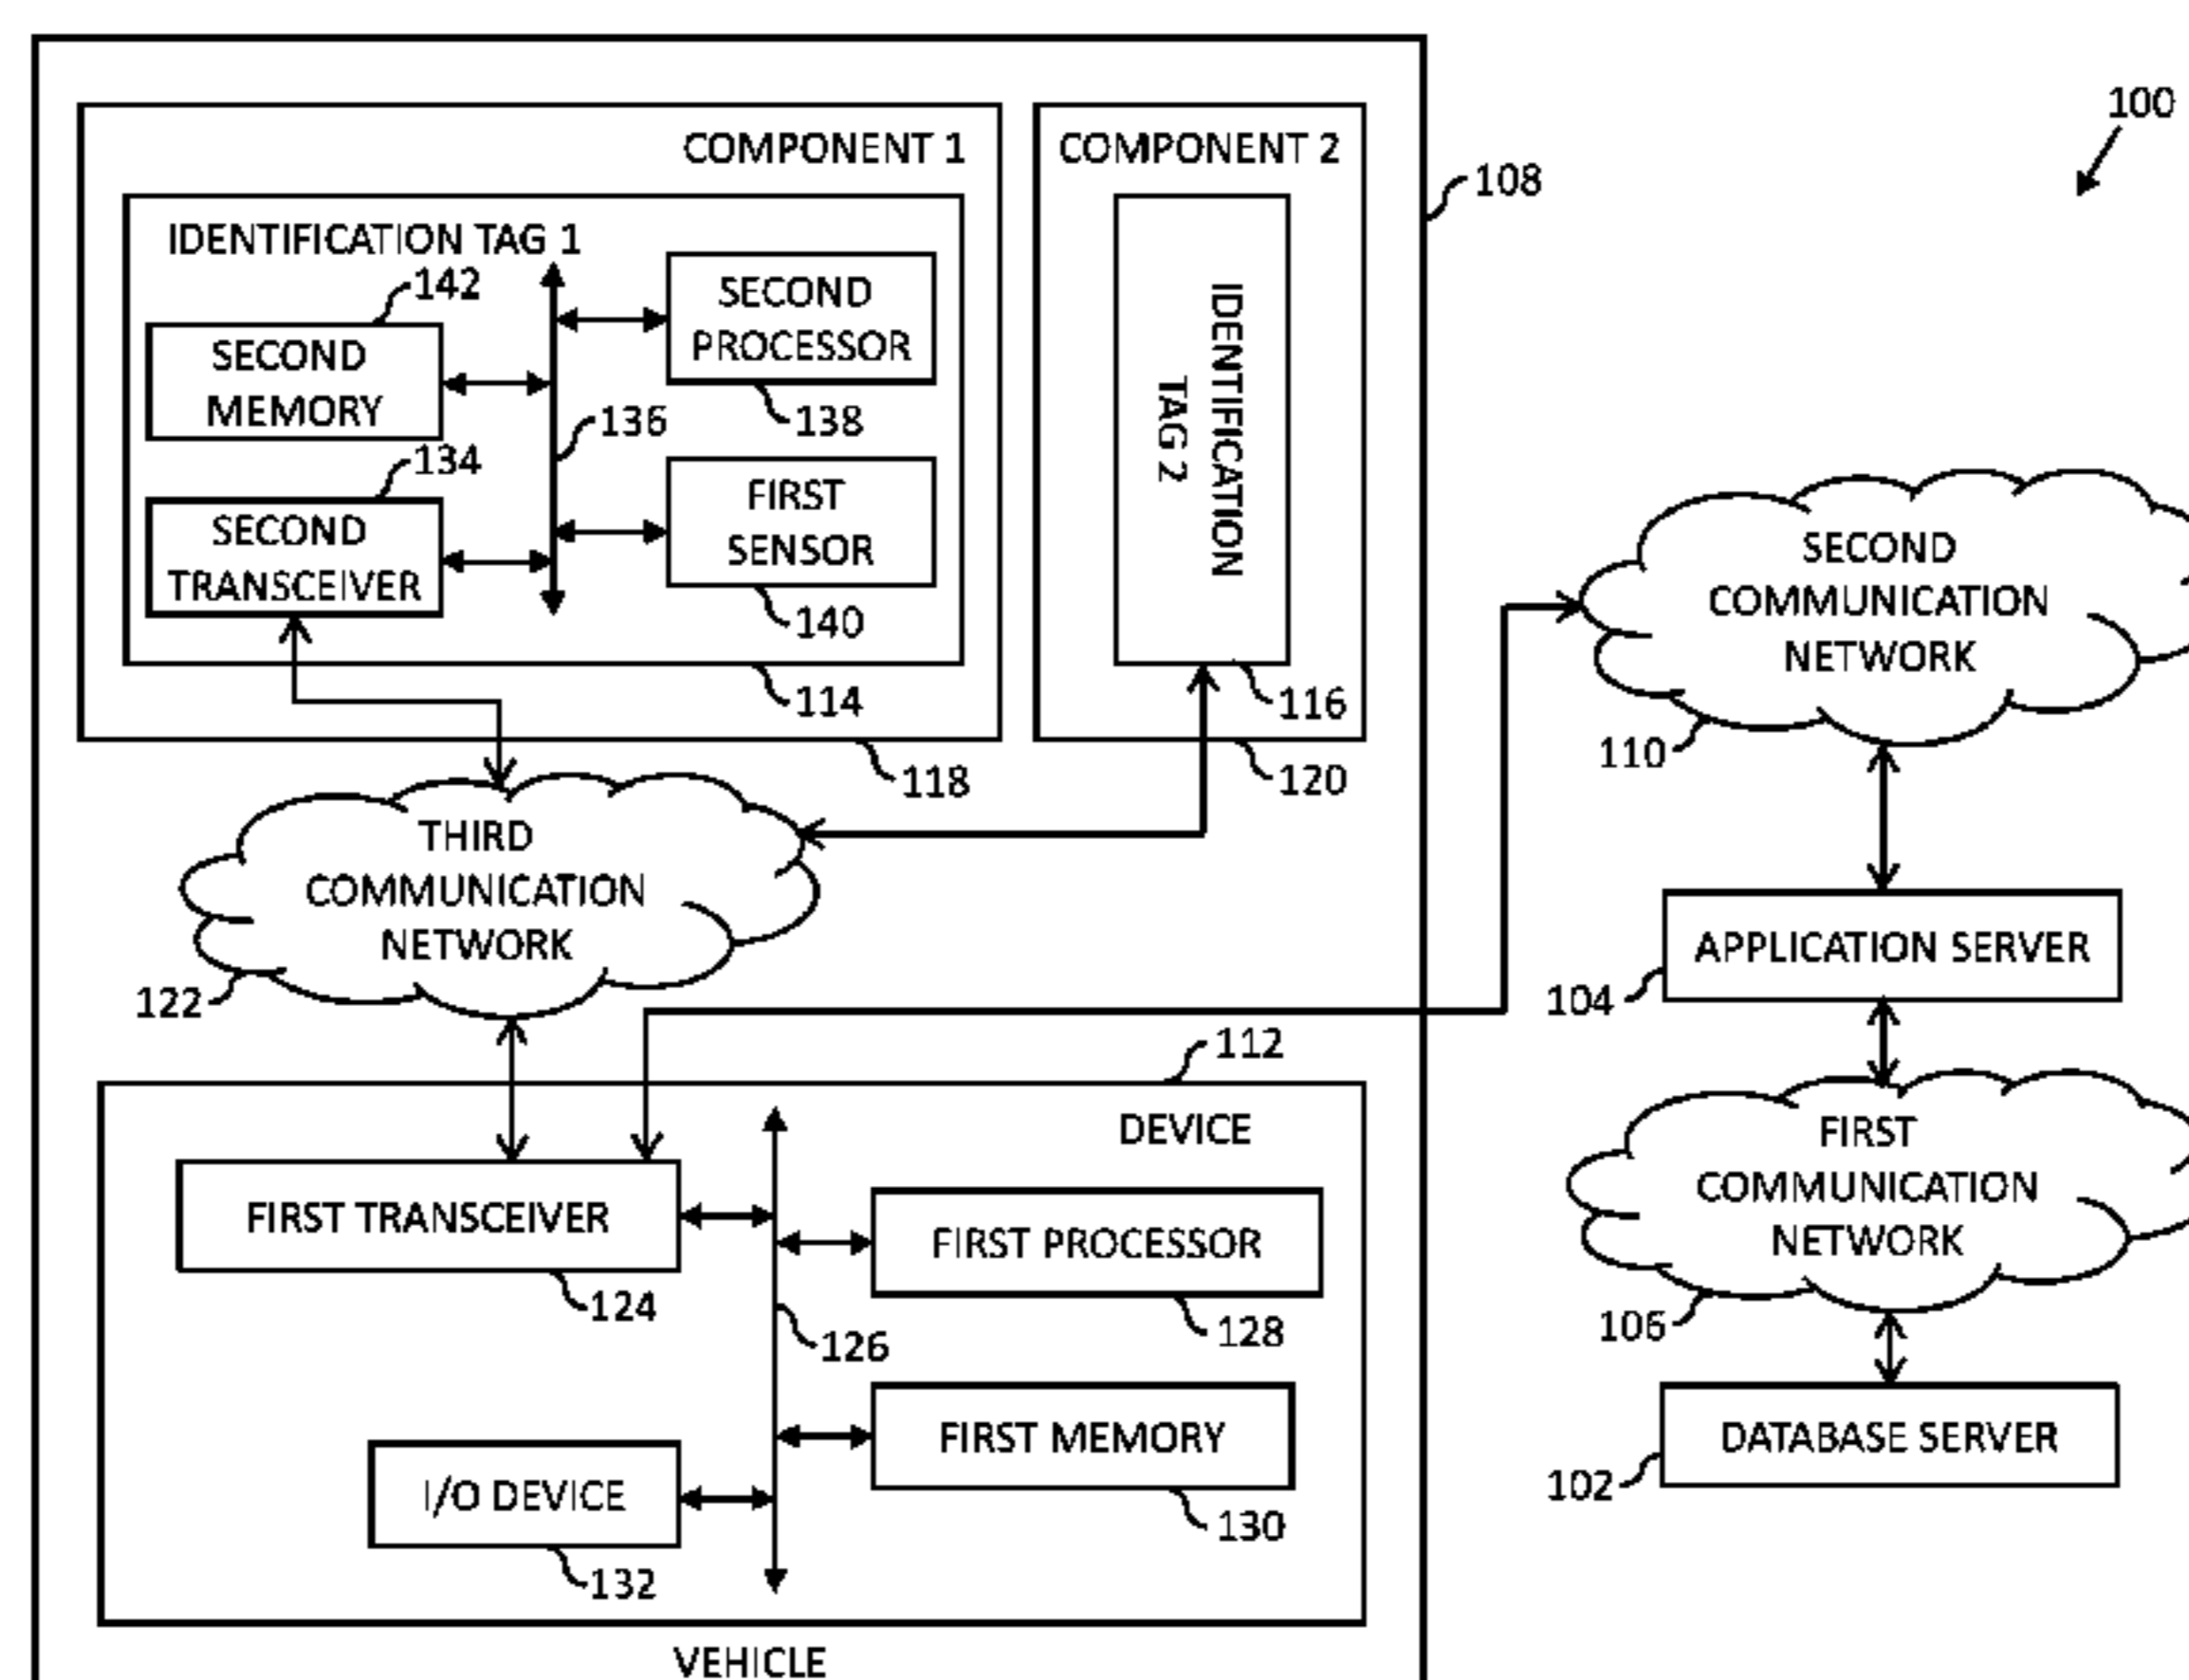 100
COMPONENT 1
COMPONENT 2
108
IDENTIFICATION TAG 1
142
SECOND
MEMORY
SECOND
PROCESSOR
138
136
134
SECOND
TRANSCEIVER
FIRST
SENSOR
140
114
118
IDENTIFICATION
TAG 2
116
120
SECOND
COMMUNICATION
NETWORK
110
THIRD
COMMUNICATION
NETWORK
122
APPLICATION SERVER
104
112
DEVICE
FIRST TRANSCEIVER
124
FIRST PROCESSOR
128
126
FIRST MEMORY
130
I/O DEVICE
132
FIRST
COMMUNICATION
NETWORK
106
DATABASE SERVER
102
VEHICLE